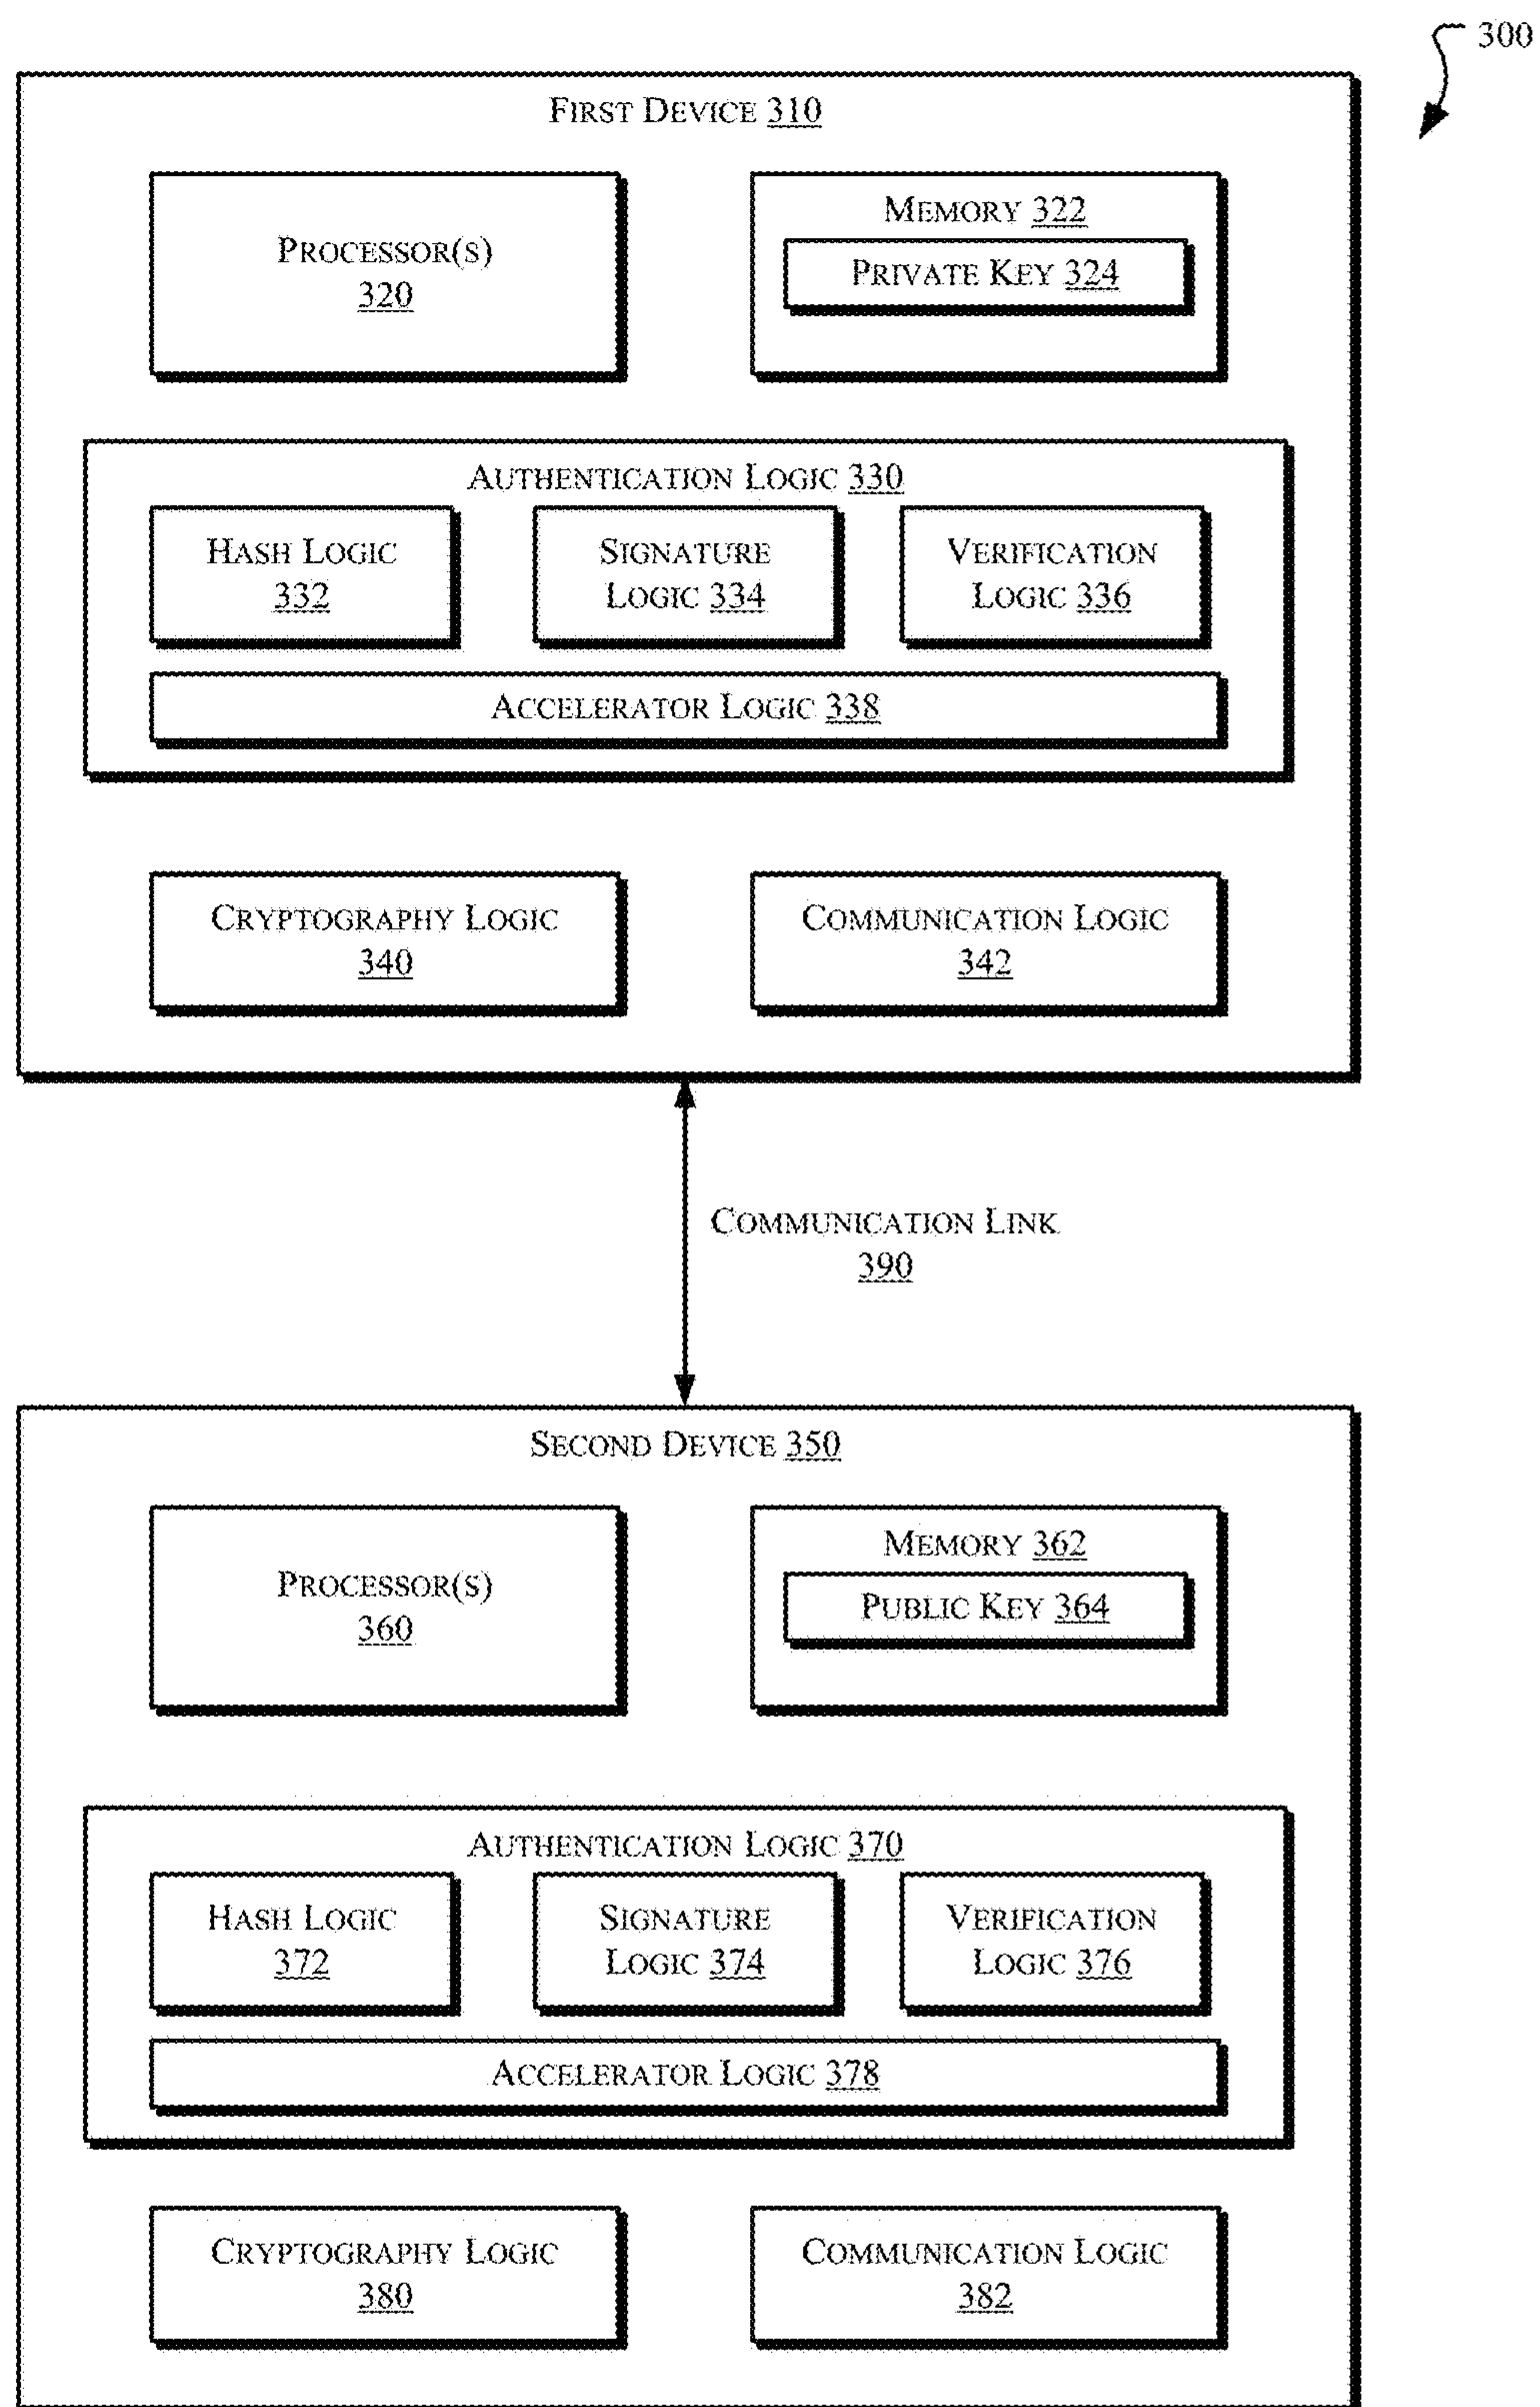 300
FIRST DEVICE 310
PROCESSOR(S)
320
MEMORY 322
PRIVATE KEY 324
AUTHENTICATION LOGIC 330
HASH LOGIC
332
SIGNATURE
LOGIC 334
VERIFICATION
LOGIC 336
ACCELERATOR LOGIC 338
CRYPTOGRAPHY LOGIC
340
COMMUNICATION LOGIC
342
COMMUNICATION LINK
390
SECOND DEVICE 350
PROCESSOR(S)
360
MEMORY 362
PUBLIC KEY 364
AUTHENTICATION LOGIC 370
HASH LOGIC
372
SIGNATURE
LOGIC 374
VERIFICATION
LOGIC 376
ACCELERATOR LOGIC 378
CRYPTOGRAPHY LOGIC
380
COMMUNICATION LOGIC
382